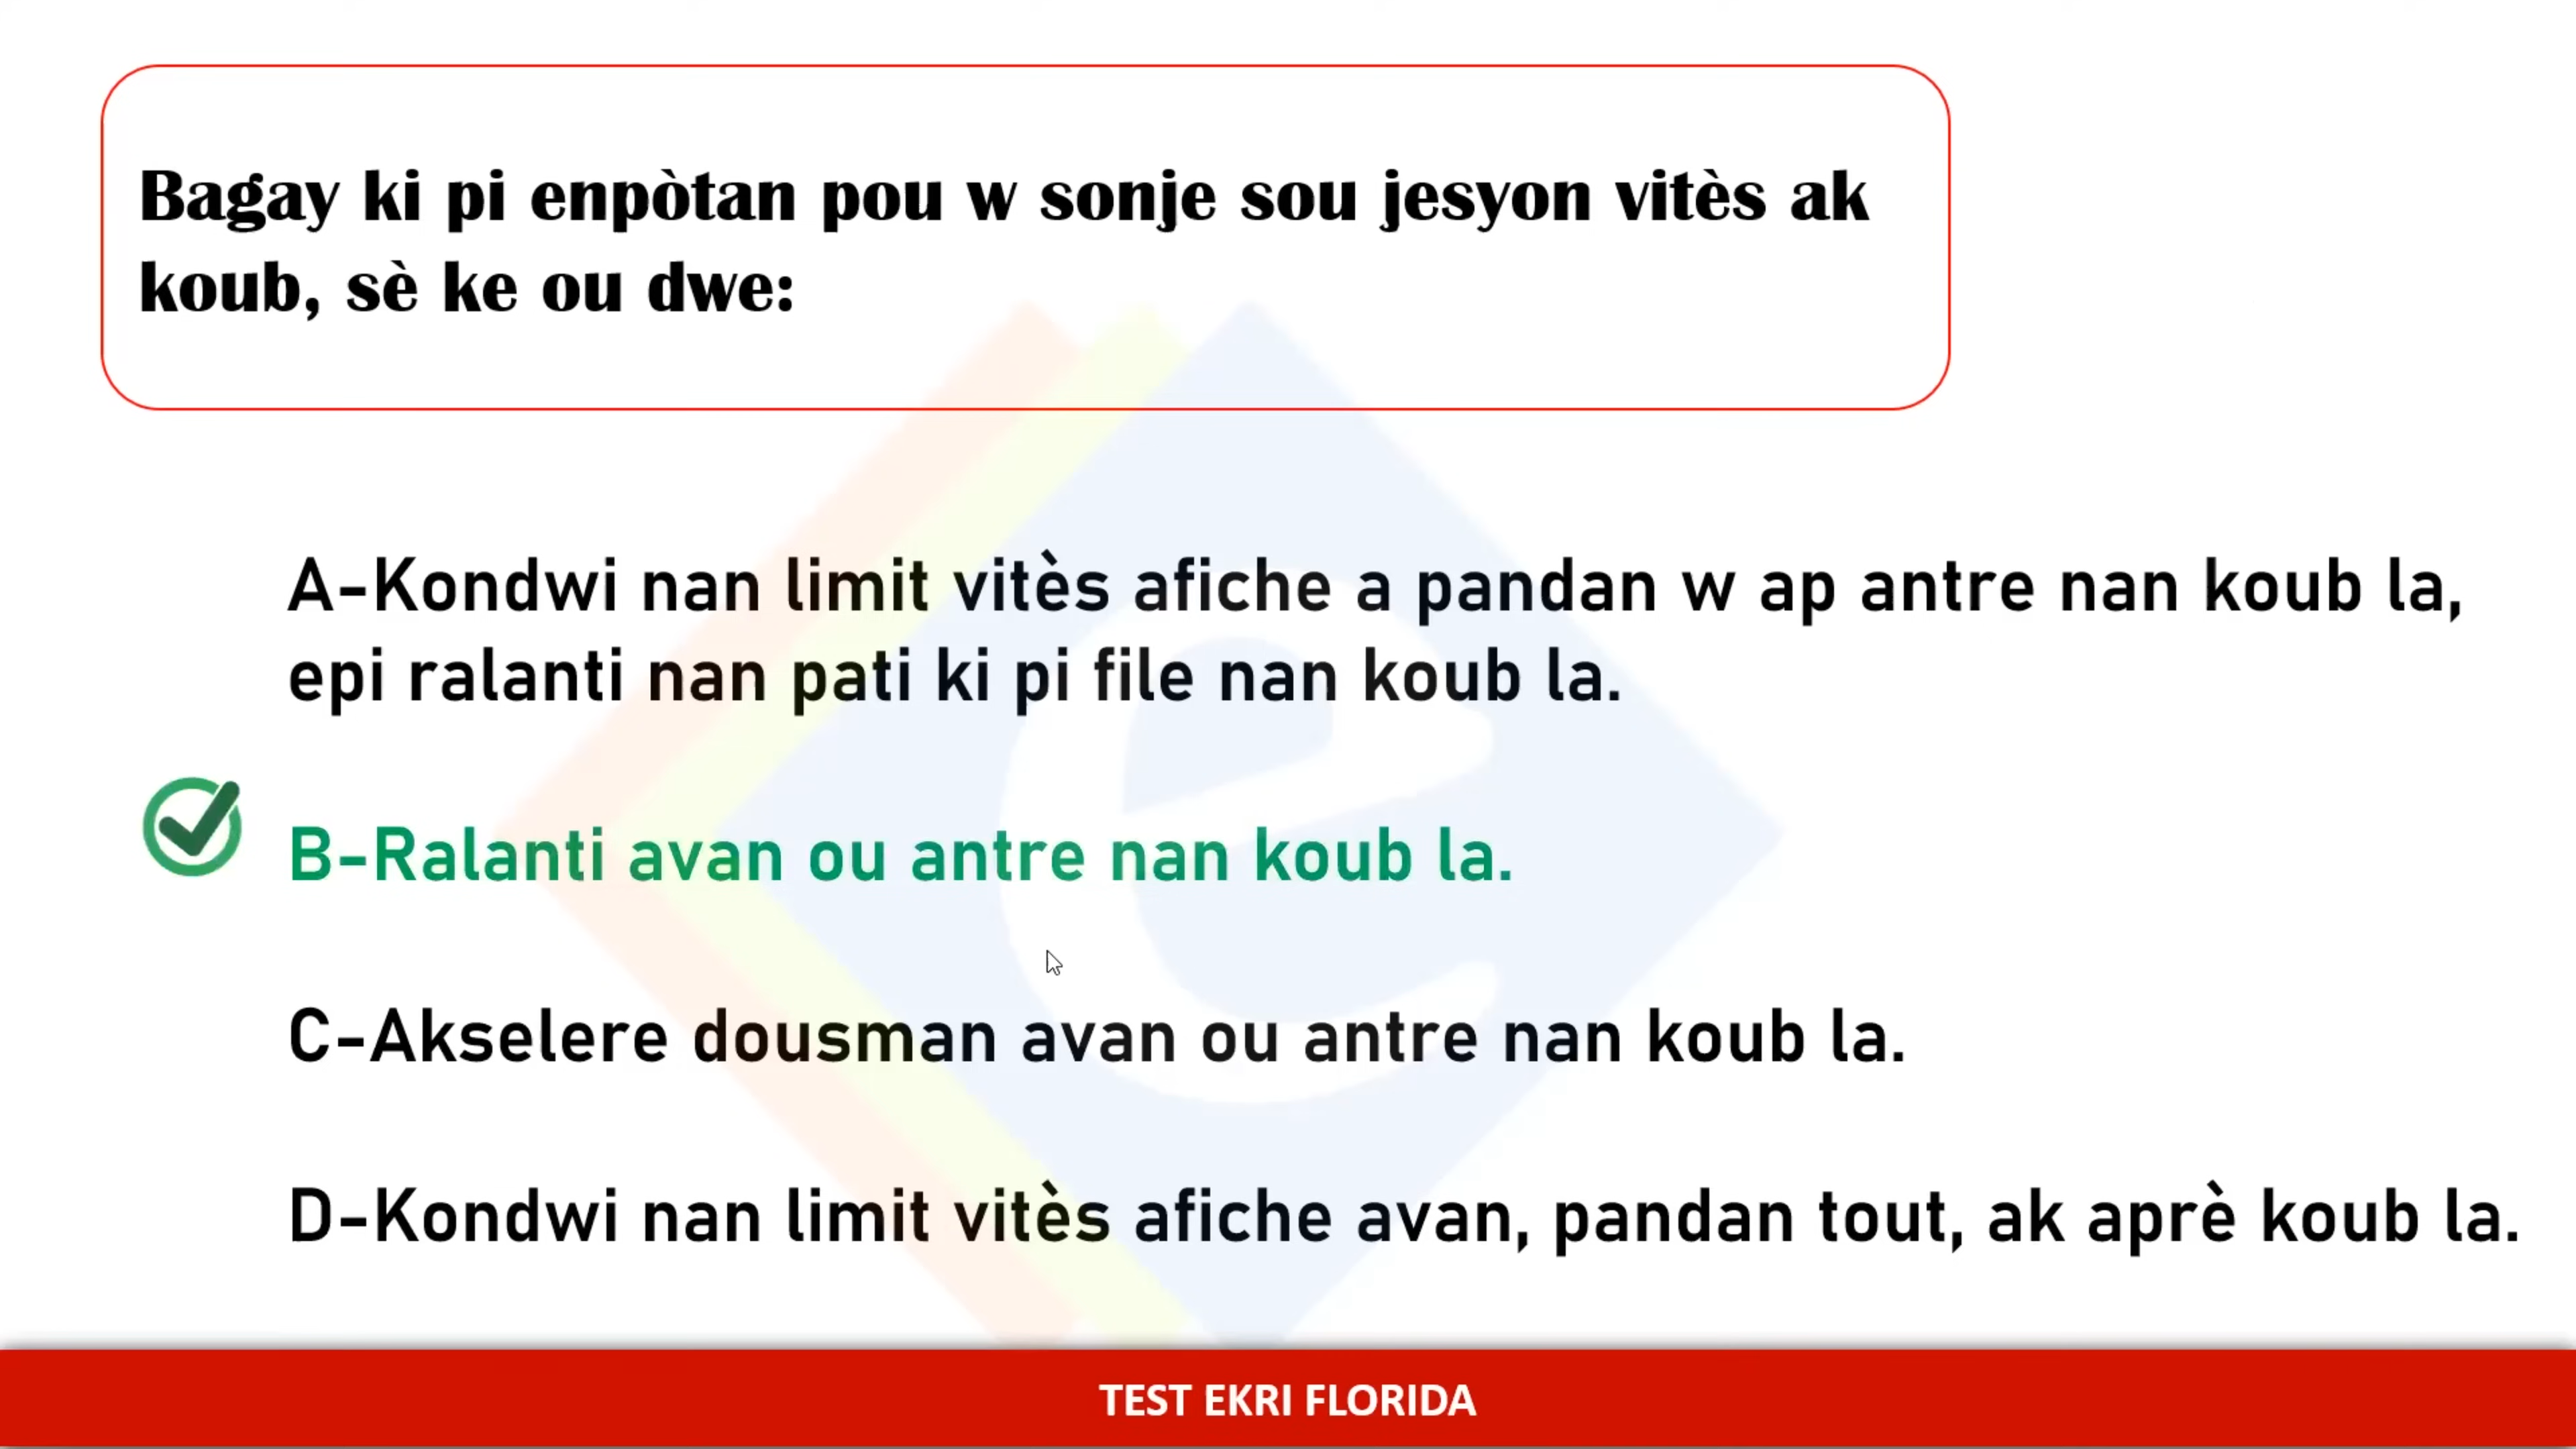 Bagay ki pi enpòtan pou w sonje sou jesyon vitès ak
koub, sè ke ou dwe:
A-Kondwi nan limit vitès afiche a pandan w ap antre nan koub la,
epi ralanti nan pati ki pi file nan koub la.
B-Ralanti avan ou antre nan koub la.
C-Akselere dousman avan ou antre nan koub la.
D-Kondwi nan limit vitès afiche avan, pandan tout, ak aprè koub la.
TEST EKRI FLORIDA